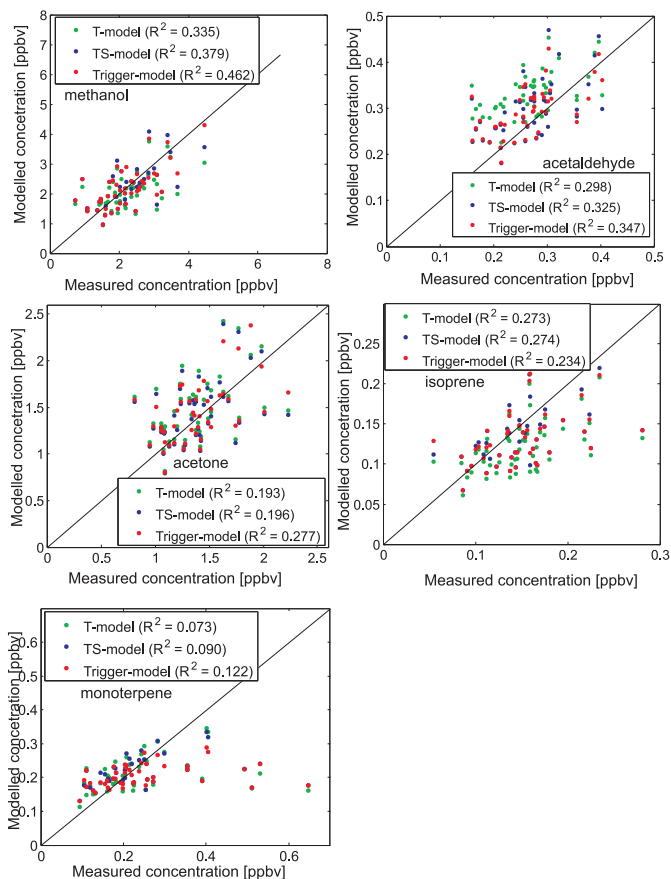 8
7
6
5
4
3
2
1
0
Modelled concetration [ppbv]
T-model (R² = 0.335)
TS-model (R² = 0.379)
Trigger-model (R² = 0.462)
methanol
0 2 4 6 8
Measured concentration [ppbv]
0.5
0.4
0.3
0.2
0.1
0
Modelled concetration [ppbv]
acetaldehyde
T-model (R² = 0.298)
TS-model (R² = 0.325)
Trigger-model (R² = 0.347)
0 0.1 0.2 0.3 0.4 0.5
Measured concentration [ppbv]
2.5
2
1.5
1
0.5
0
Modelled concetration [ppbv]
acetone
T-model (R² = 0.193)
TS-model (R² = 0.196)
Trigger-model (R² = 0.277)
0 0.5 1 1.5 2 2.5
Measured concentration [ppbv]
0.25
0.2
0.15
0.1
0.05
0
Modelled concetration [ppbv]
T-model (R² = 0.273)
TS-model (R² = 0.274)
Trigger-model (R² = 0.234)
isoprene
0 0.1 0.2 0.3
Measured concentration [ppbv]
0.6
0.5
0.4
0.3
0.2
0.1
0
Modelled concetration [ppbv]
T-model (R² = 0.073)
TS-model (R² = 0.090)
Trigger-model (R² = 0.122)
monoterpene
0 0.2 0.4 0.6
Measured concentration [ppbv]